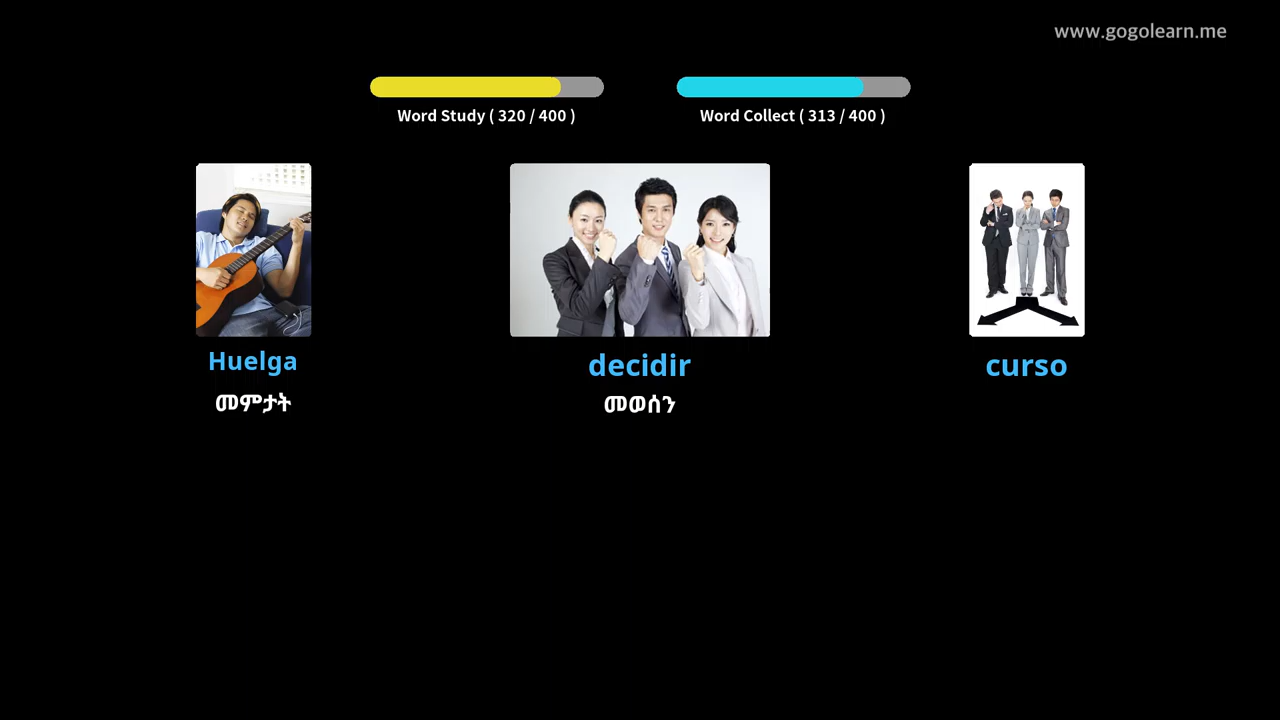 www.gogolearn.me
Word Study ( 320 / 400 )
Word Collect ( 313 / 400 )
Huelga
መምታት
decidir
መወሰን
curso